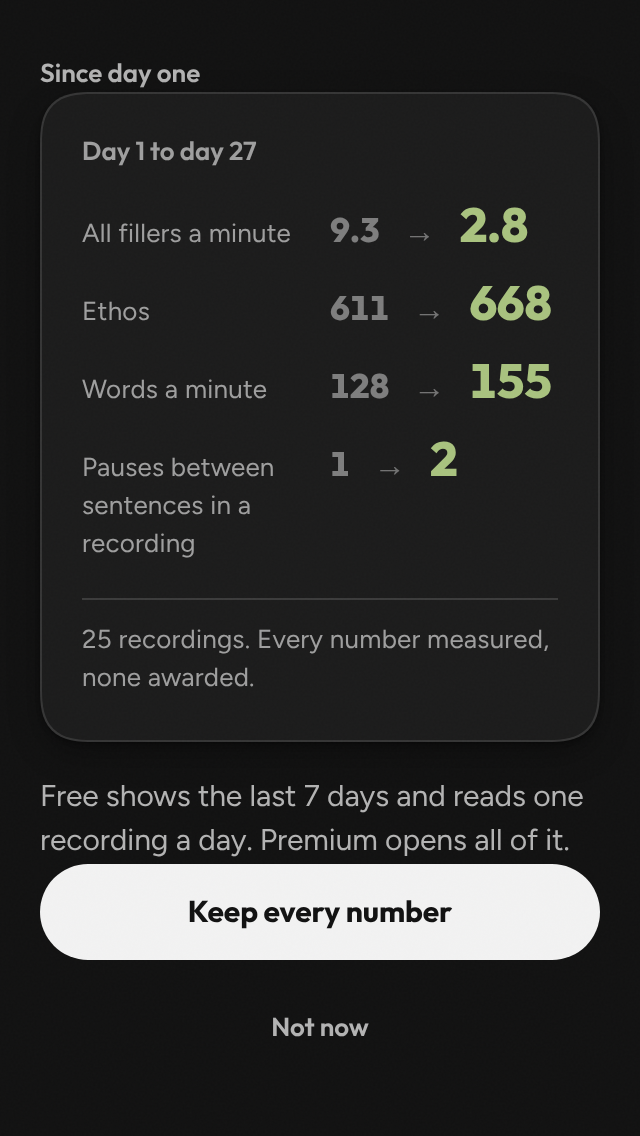 Since day one
Day 1 to day 27
All fillers a minute 9.3 → 2.8
Ethos 611 → 668
Words a minute 128 → 155
Pauses between 1 → 2
sentences in a
recording
25 recordings. Every number measured,
none awarded.
Free shows the last 7 days and reads one
recording a day. Premium opens all of it.
Keep every number
Not now